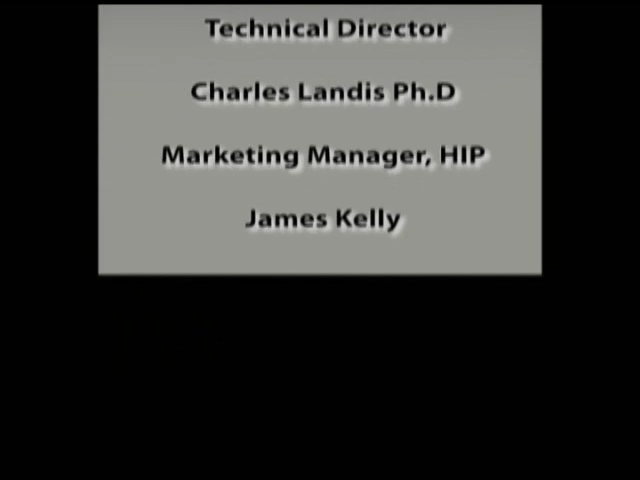 Technical Director
Charles Landis Ph.D
Marketing Manager, HIP
James Kelly